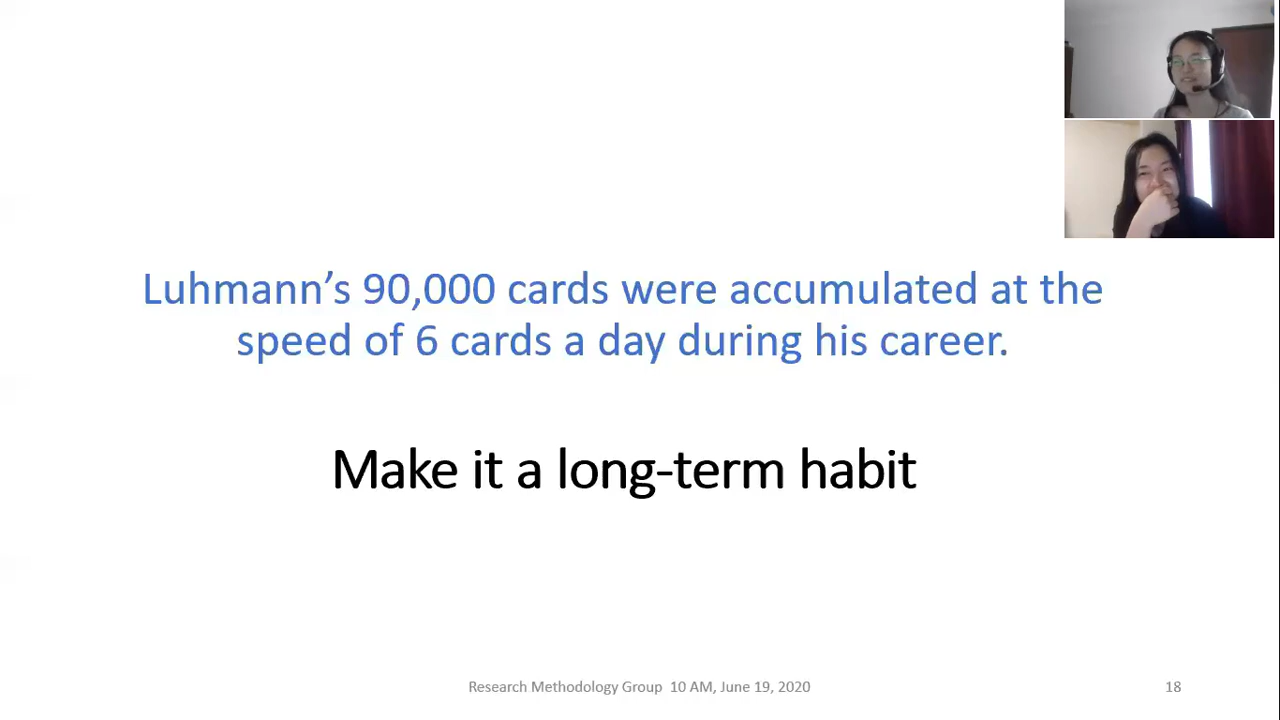 Luhmann’s 90,000 cards were accumulated at the
speed of 6 cards a day during his career.
Make it a long-term habit
Research Methodology Group 10 AM, June 19, 2020
18